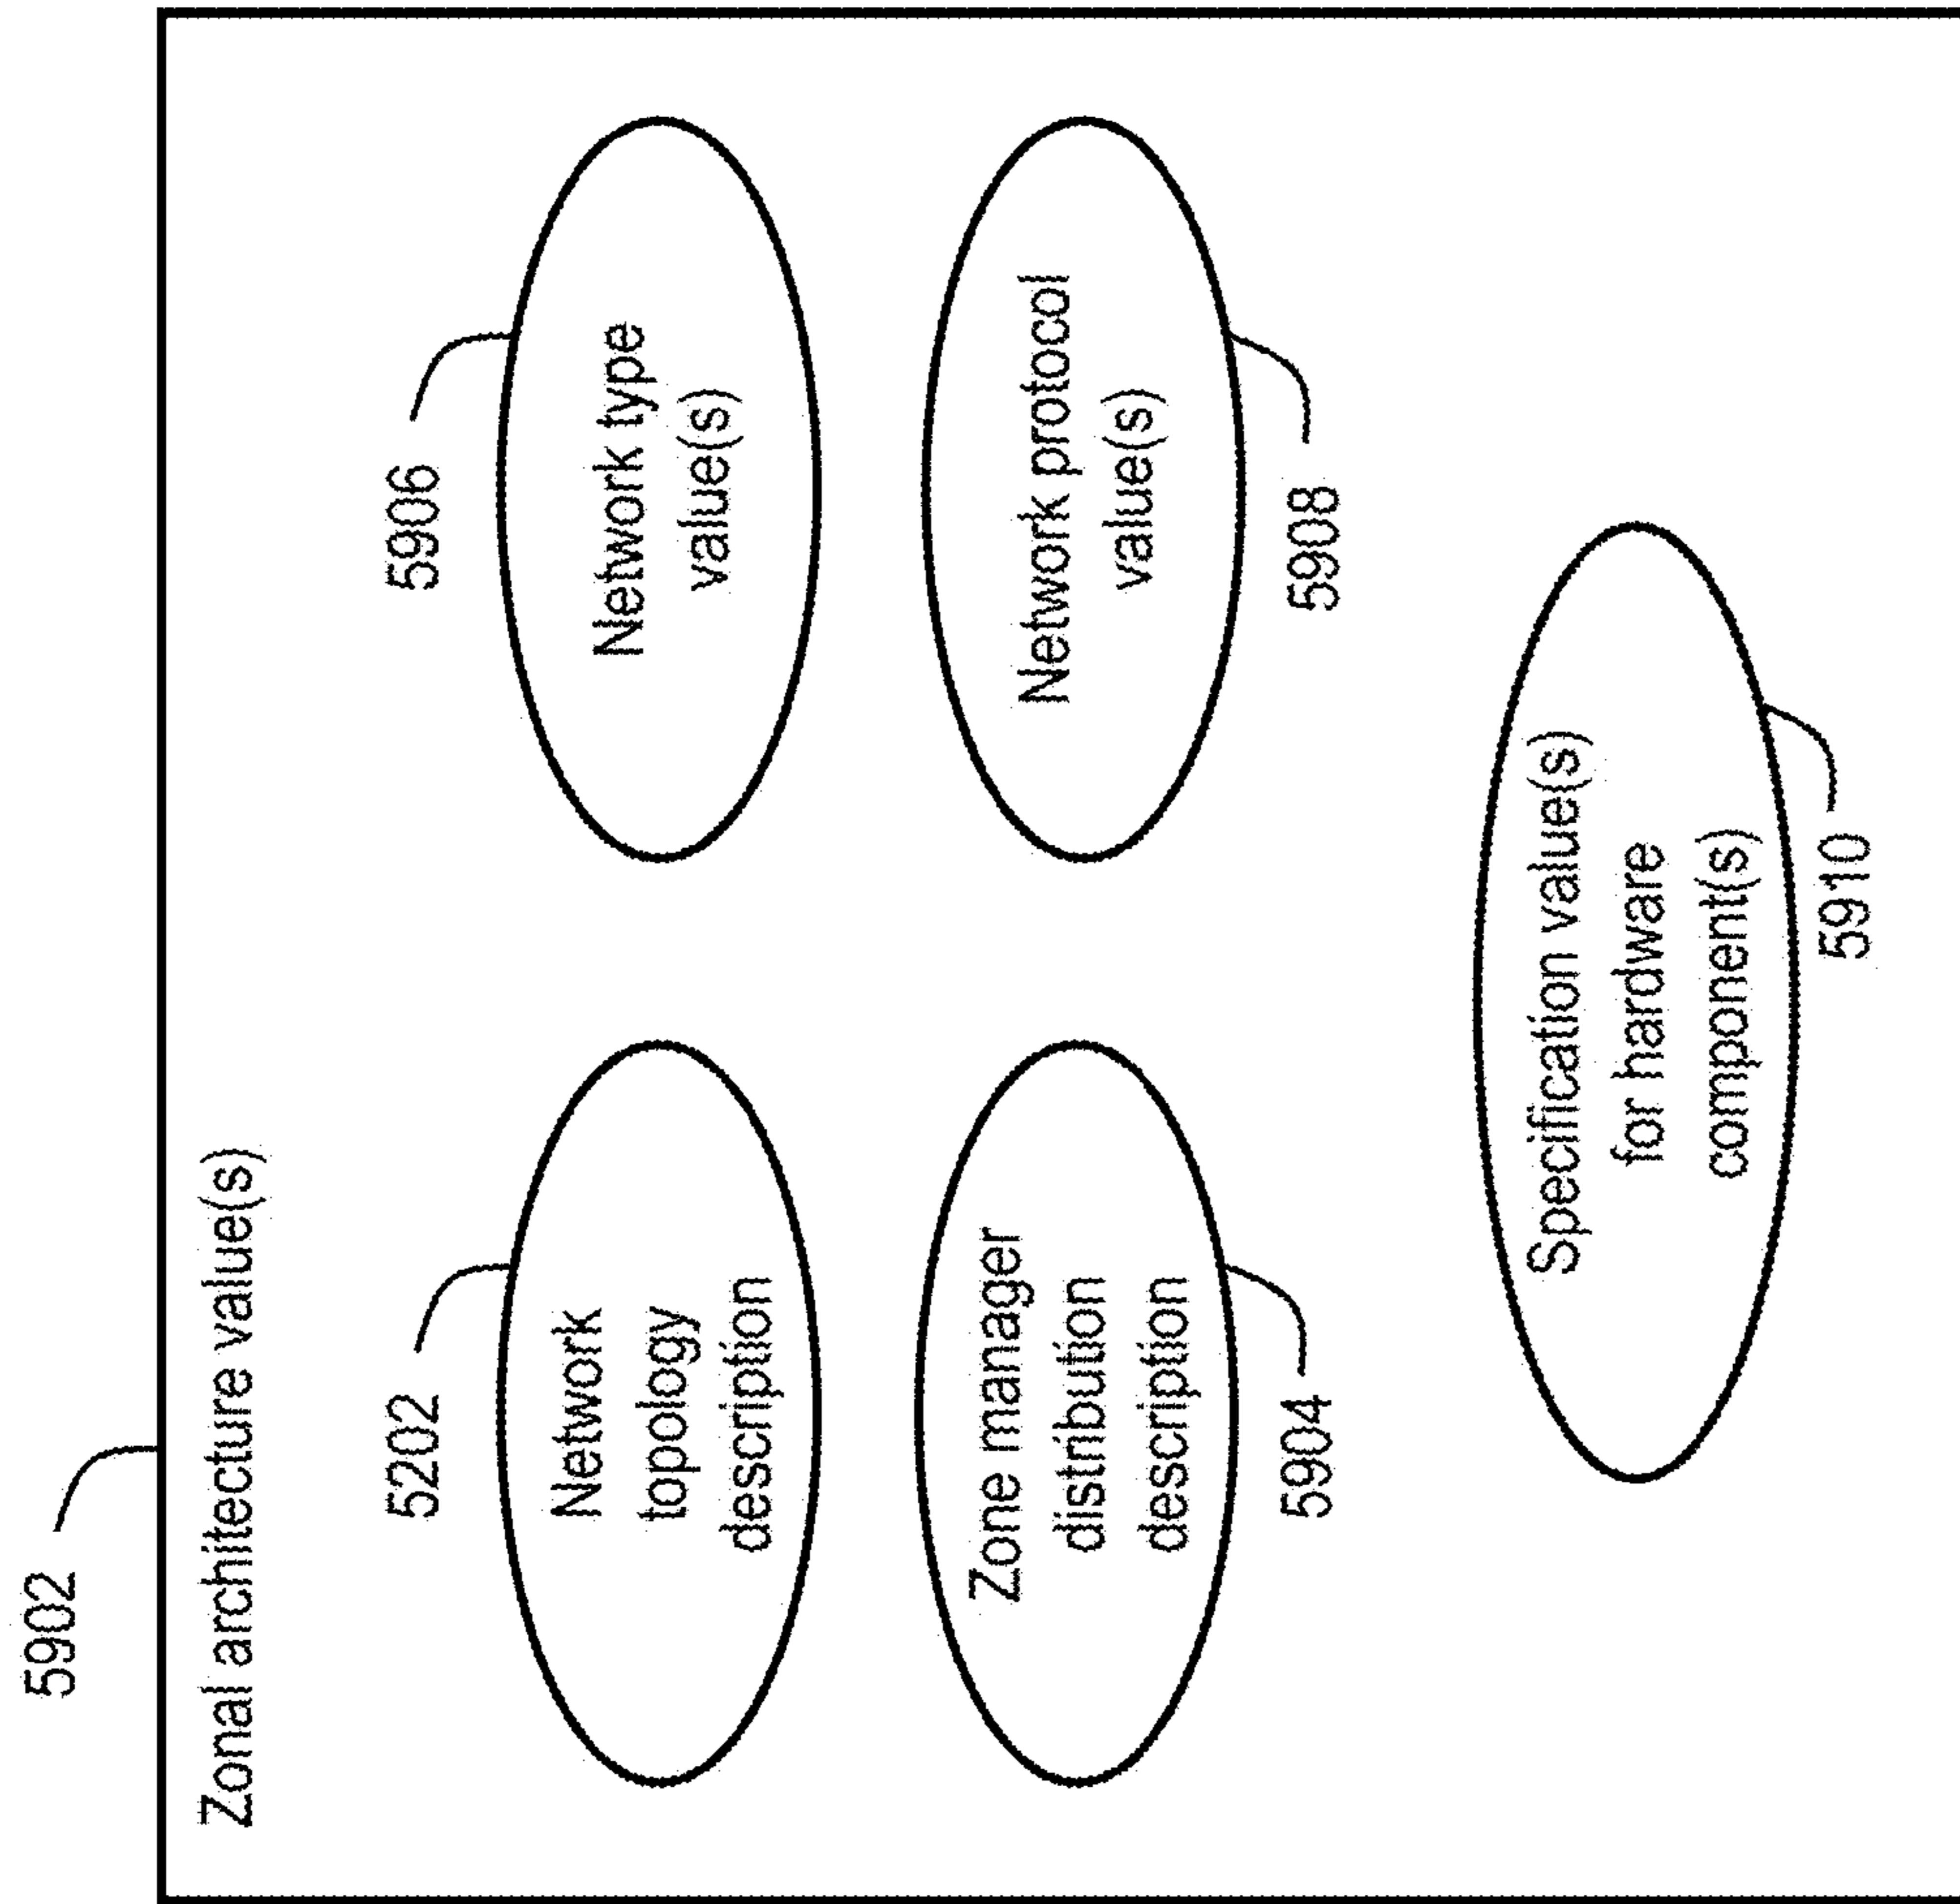 5902
Zonal architecture value(s)
5202
5906
Network
topology
description
Network type
value(s)
Zone manager
distribution
description
Network protocol
value(s)
5904
5908
Specification value(s)
for hardware
component(s)
5910